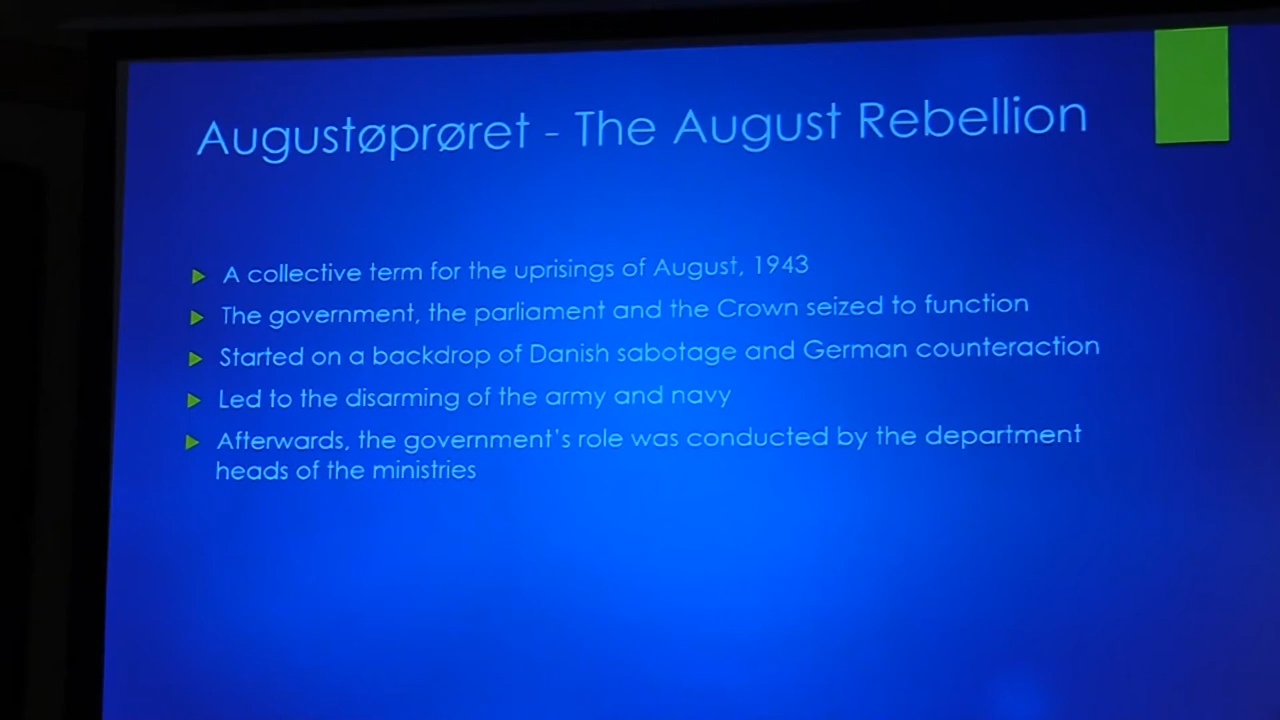 Augustøprøret - The August Rebellion
A collective term for the uprisings of August, 1943
The government, the parliament and the Crown seized to function
Started on a backdrop of Danish sabotage and German counteraction
Led to the disarming of the army and navy
Afterwards, the government's role was conducted by the department
heads of the ministries